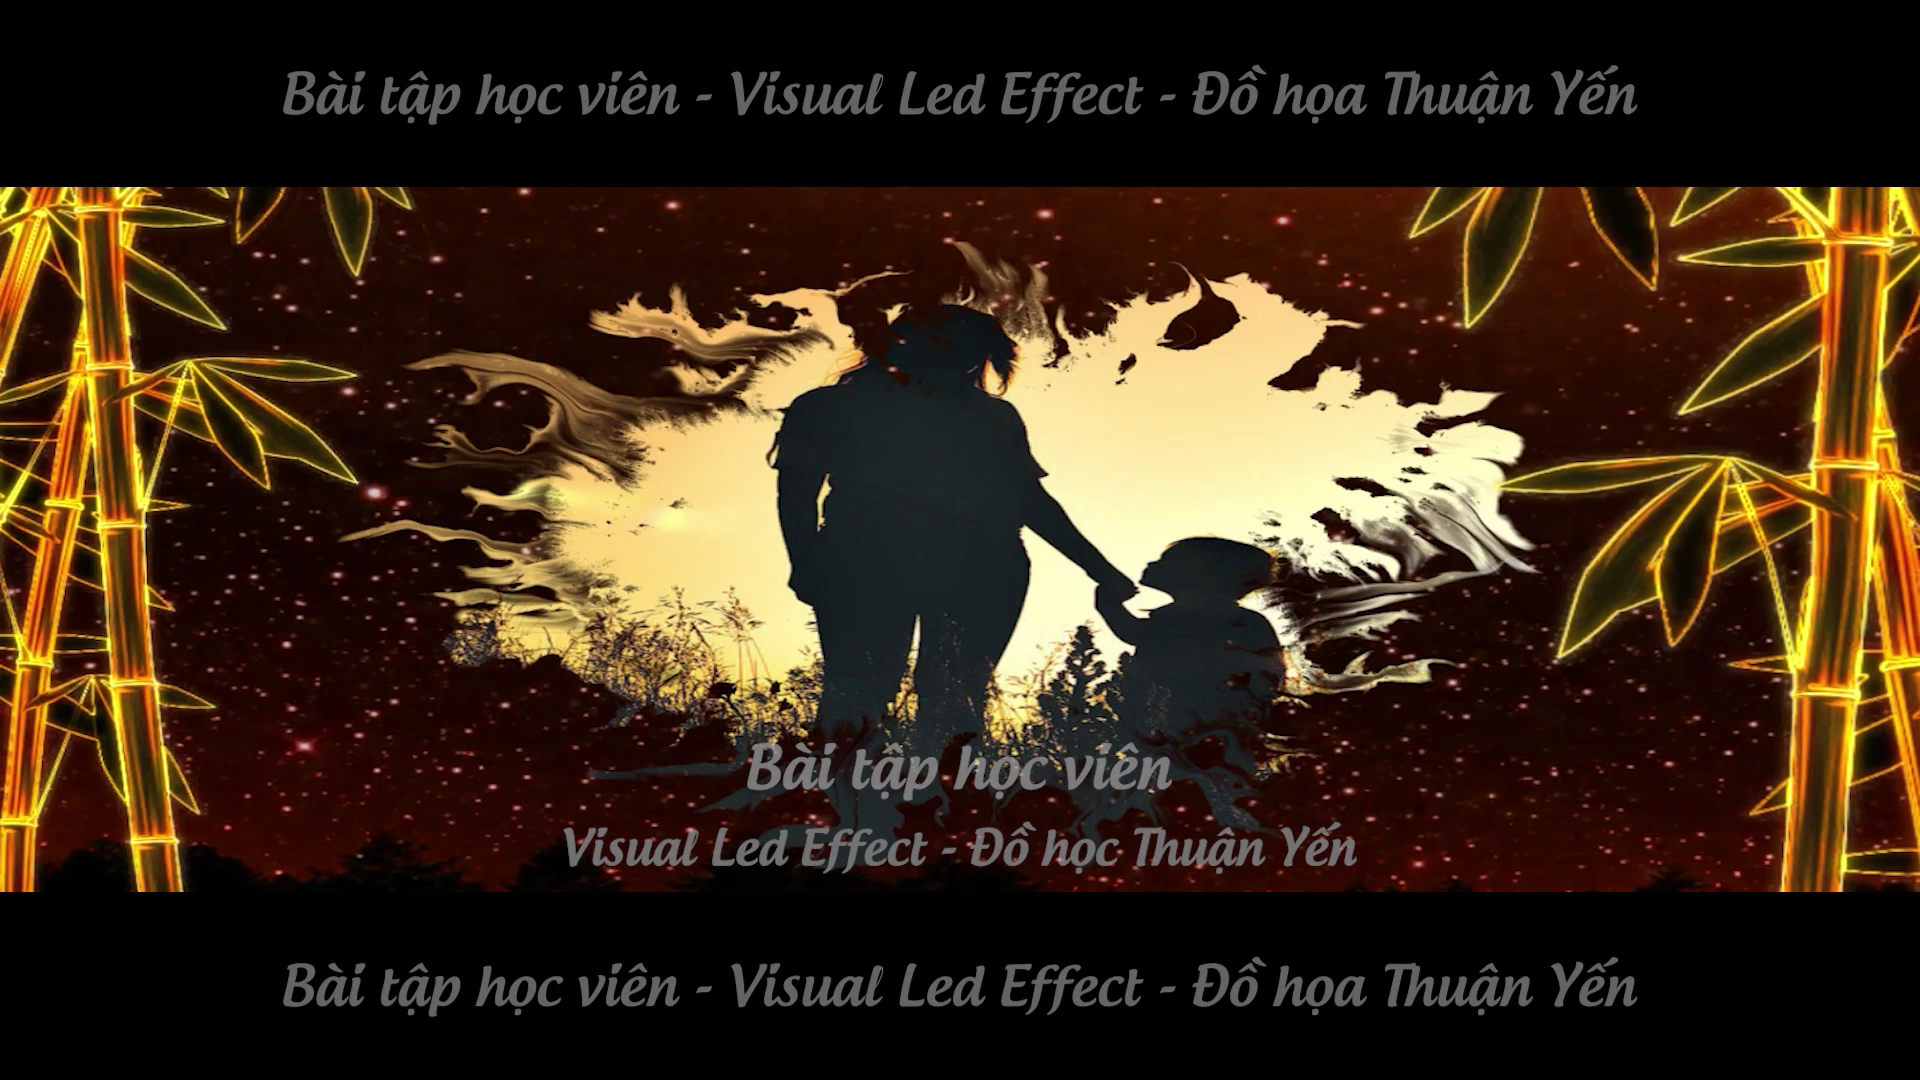 Bài tập học viên - Visual Led Effect - Đồ họa Thuận Yến
Bài tập học viên
Visual Led Effect - Đồ học Thuận Yến
Bài tập học viên - Visual Led Effect - Đồ họa Thuận Yến